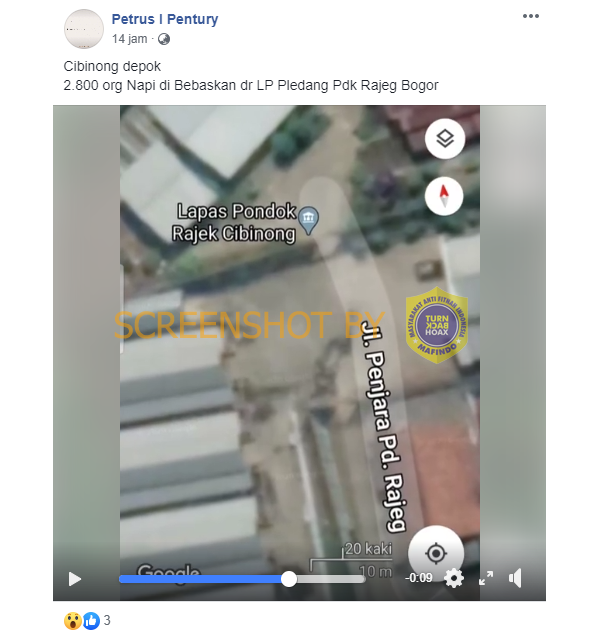 Petrus I Pentury
14 jam ·
Cibinong depok
2.800 org Napi di Bebaskan dr LP Pledang Pdk Rajeg Bogor
Lapas Pondok
Rajek Cibinong
SCREENSHOT BY
MASYARAKAT ANTI FITNAH INDONESIA
TURN
BACK
HOAX
MAFINDO
Jl. Penjara Pd. Rajeg
20 kaki
10 m
Google
-0:09
3